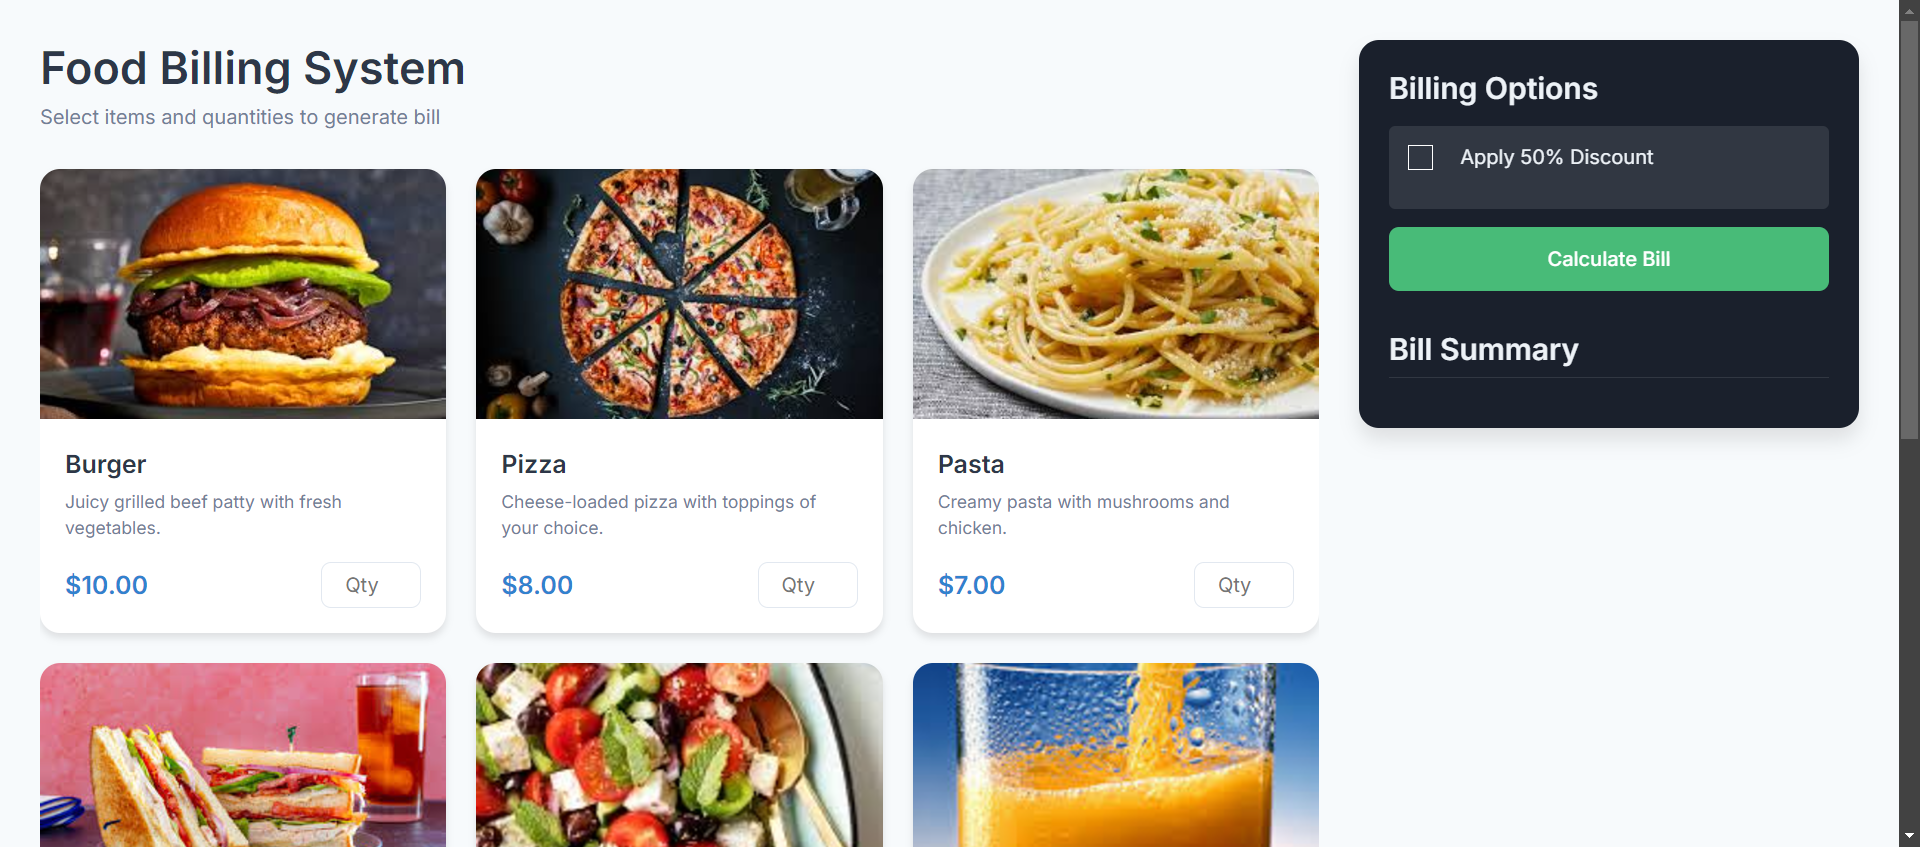 Food Billing System
Select items and quantities to generate bill
Burger
Juicy grilled beef patty with fresh
vegetables.
$10.00
Qty
Pizza
Cheese-loaded pizza with toppings of
your choice.
$8.00
Qty
Pasta
Creamy pasta with mushrooms and
chicken.
$7.00
Qty
Billing Options
Apply 50% Discount
Calculate Bill
Bill Summary